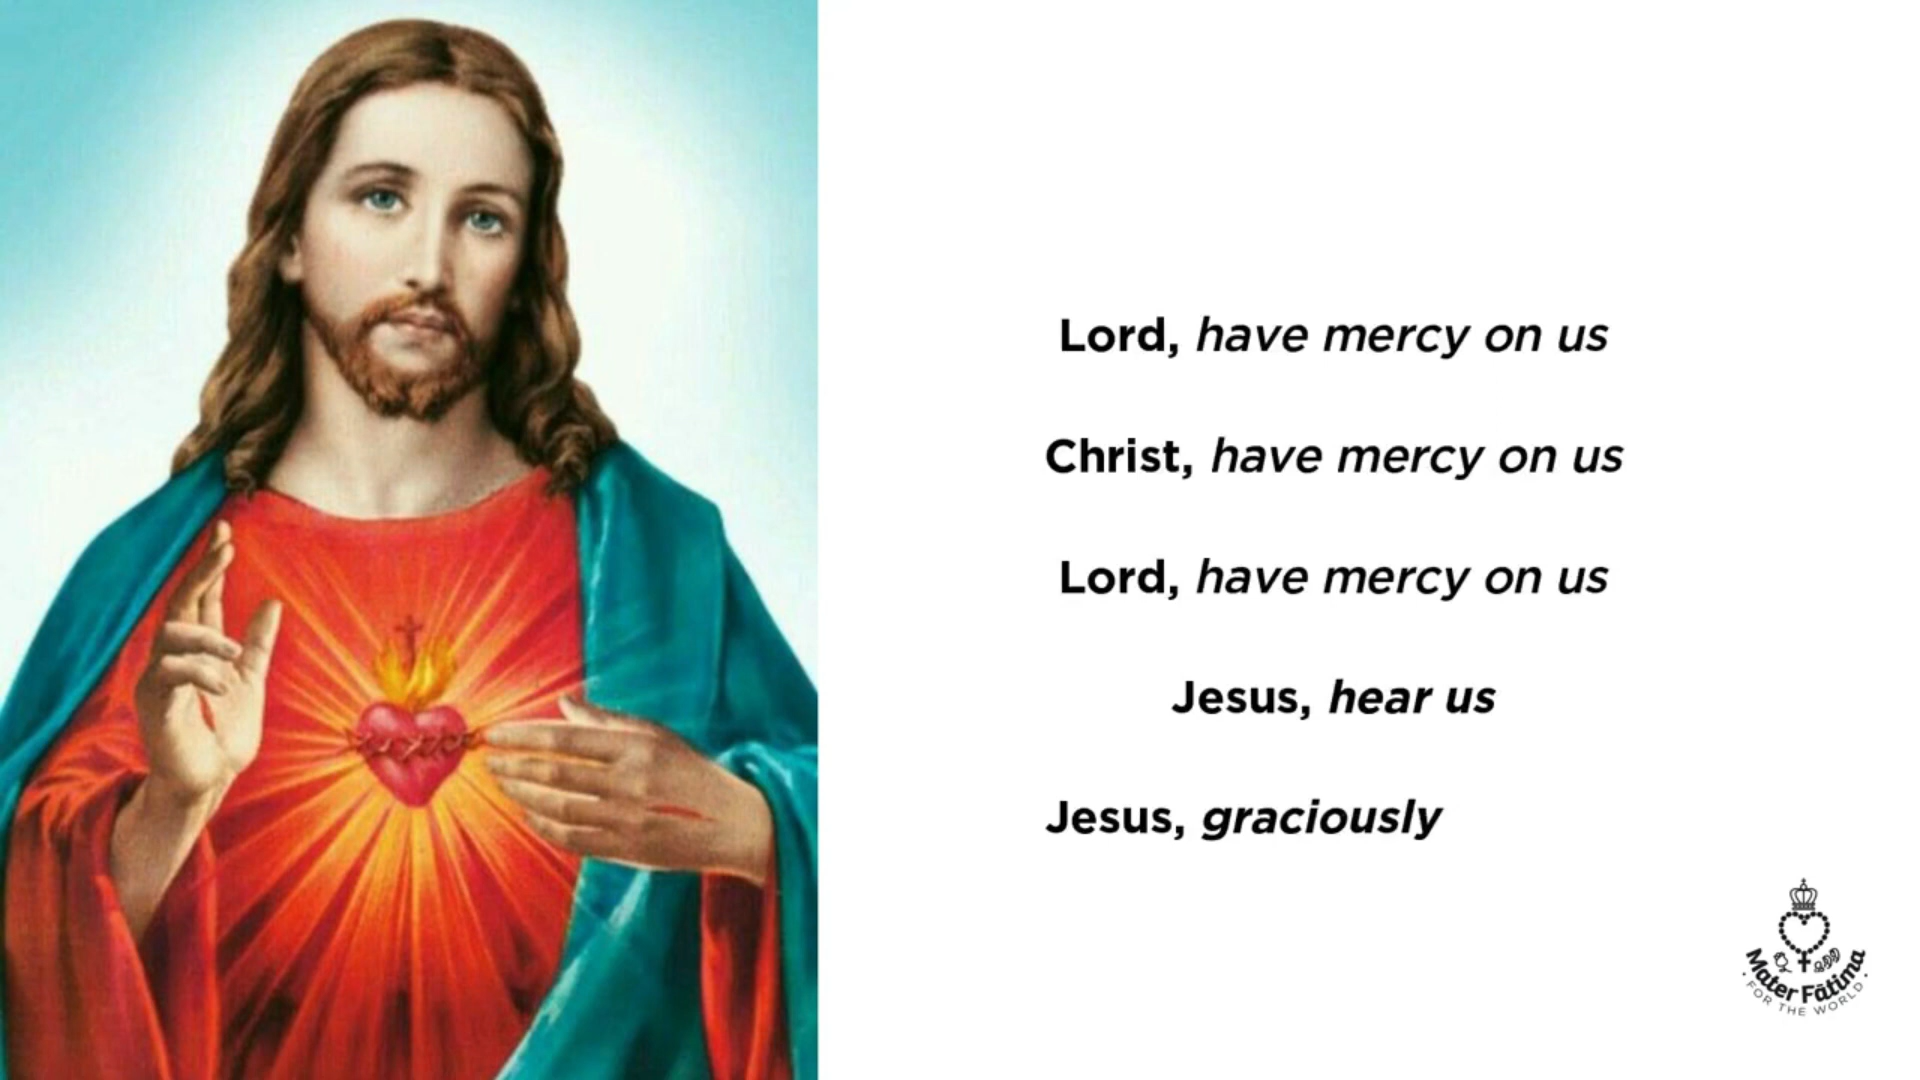 Lord, have mercy on us
Christ, have mercy on us
Lord, have mercy on us
Jesus, hear us
Jesus, graciously
Mater Fátima
· FOR THE WORLD ·